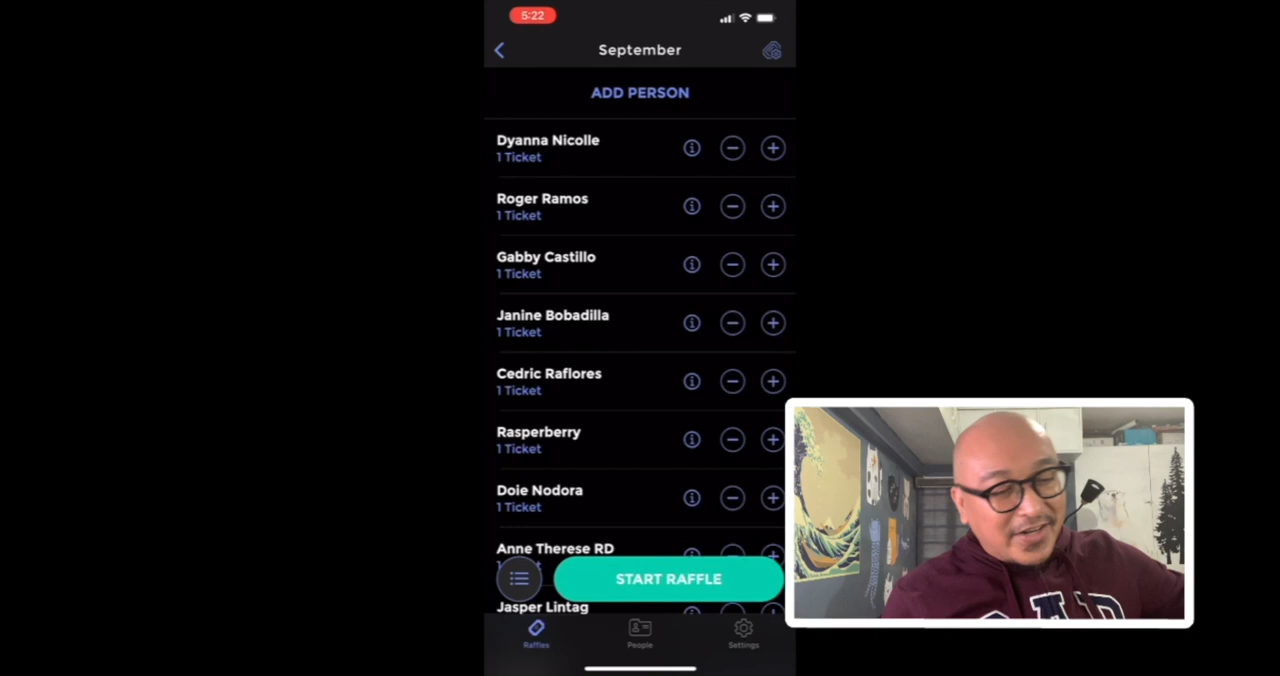 5:22
September
ADD PERSON
Dyanna Nicolle
1 Ticket
Roger Ramos
1 Ticket
Gabby Castillo
1 Ticket
Janine Bobadilla
1 Ticket
Cedric Raflores
1 Ticket
Rasperberry
1 Ticket
Doie Nodora
1 Ticket
Anne Therese RD
START RAFFLE
Jasper Lintag
Raffles
People
Settings